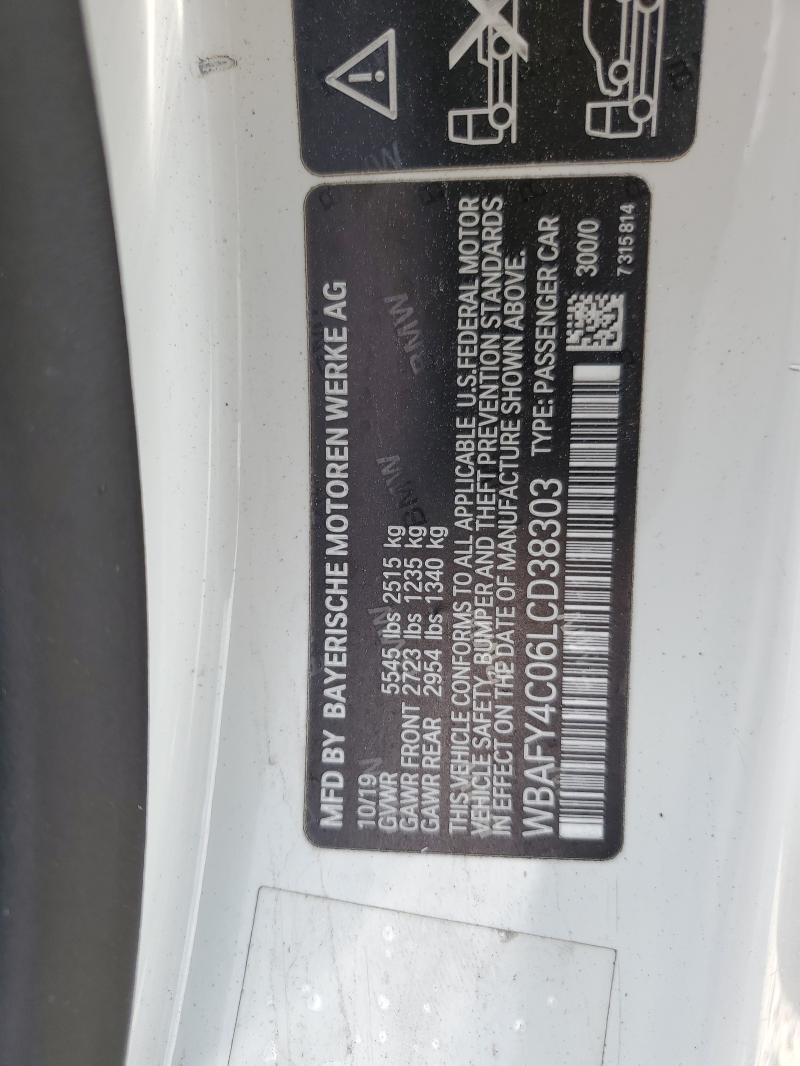 MFD BY BAYERISCHE MOTOREN WERKE AG
10/19
GVWR 5545 lbs 2515 kg
GAWR FRONT 2723 lbs 1235 kg
GAWR REAR 2954 lbs 1340 kg
THIS VEHICLE CONFORMS TO ALL APPLICABLE U.S. FEDERAL MOTOR
VEHICLE SAFETY, BUMPER AND THEFT PREVENTION STANDARDS
IN EFFECT ON THE DATE OF MANUFACTURE SHOWN ABOVE.
WBAFY4C06LCD38303 TYPE: PASSENGER CAR
300/0
7 315 814
BMW
BMW
BMW